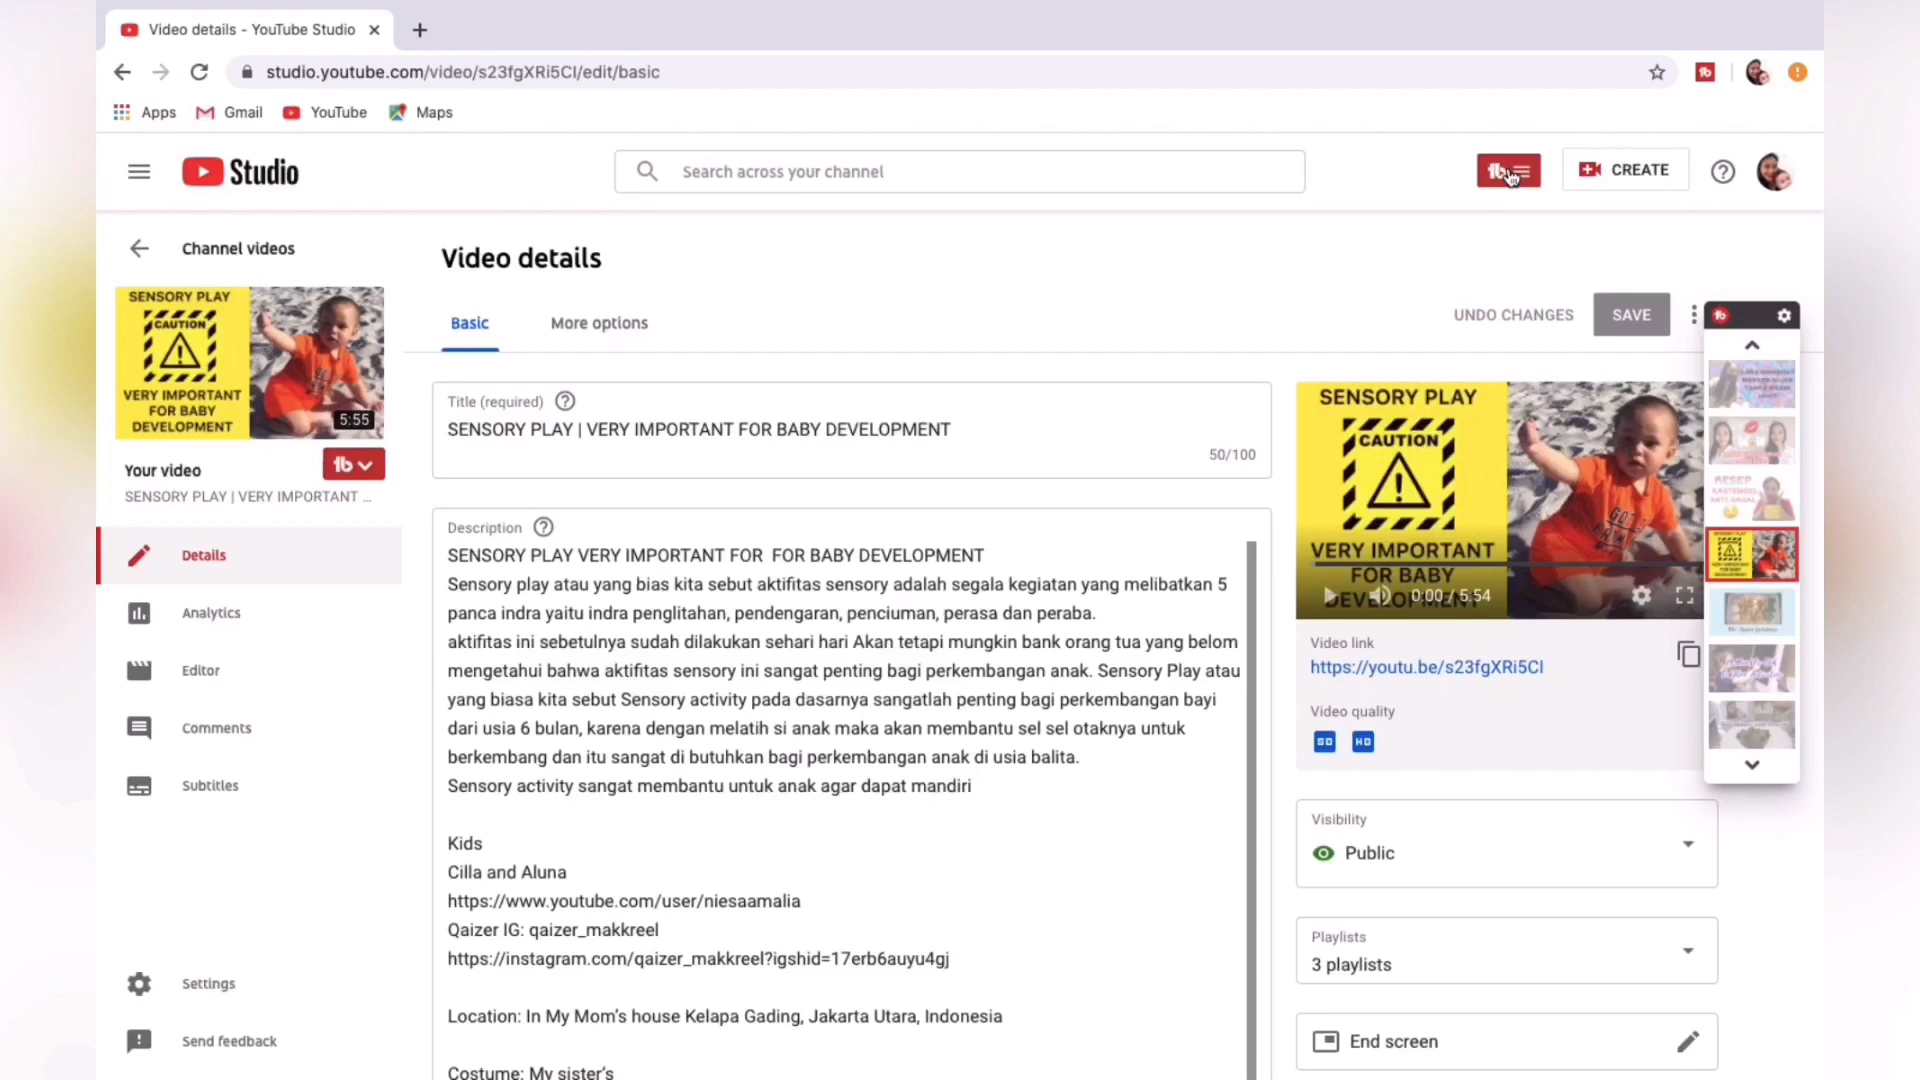 Video details - YouTube Studio
studio.youtube.com/video/s23fgXRi5CI/edit/basic
Apps
Gmail
YouTube
Maps
Studio
Search across your channel
CREATE
Channel videos
Video details
SENSORY PLAY
CAUTION
VERY IMPORTANT
FOR BABY
DEVELOPMENT
5:55
Your video
SENSORY PLAY | VERY IMPORTANT ...
Details
Analytics
Editor
Comments
Subtitles
Settings
Send feedback
Basic
More options
UNDO CHANGES
SAVE
Title (required)
SENSORY PLAY | VERY IMPORTANT FOR BABY DEVELOPMENT
50/100
Description
SENSORY PLAY VERY IMPORTANT FOR  FOR BABY DEVELOPMENT
Sensory play atau yang bias kita sebut aktifitas sensory adalah segala kegiatan yang melibatkan 5
panca indra yaitu indra penglitahan, pendengaran, penciuman, perasa dan peraba.
aktifitas ini sebetulnya sudah dilakukan sehari hari Akan tetapi mungkin bank orang tua yang belom
mengetahui bahwa aktifitas sensory ini sangat penting bagi perkembangan anak. Sensory Play atau
yang biasa kita sebut Sensory activity pada dasarnya sangatlah penting bagi perkembangan bayi
dari usia 6 bulan, karena dengan melatih si anak maka akan membantu sel sel otaknya untuk
berkembang dan itu sangat di butuhkan bagi perkembangan anak di usia balita.
Sensory activity sangat membantu untuk anak agar dapat mandiri
Kids
Cilla and Aluna
https://www.youtube.com/user/niesaamalia
Qaizer IG: qaizer_makkreel
https://instagram.com/qaizer_makkreel?igshid=17erb6auyu4gj
Location: In My Mom's house Kelapa Gading, Jakarta Utara, Indonesia
Costume: My sister's
SENSORY PLAY
CAUTION
VERY IMPORTANT
FOR BABY
DEVELOPMENT
0:00 / 5:54
Video link
https://youtu.be/s23fgXRi5CI
Video quality
SD
HD
Visibility
Public
Playlists
3 playlists
End screen
RESEP